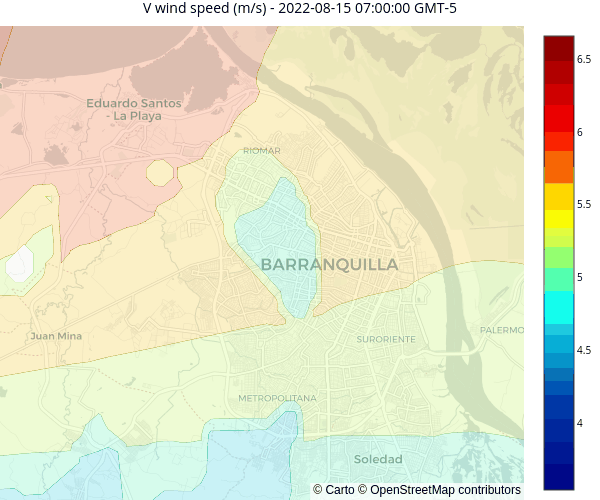 V wind speed (m/s) - 2022-08-15 07:00:00 GMT-5
6.5
Eduardo Santos
- La Playa
6
RIOMAR
5.5
BARRANQUILLA
5
PALERMO
Juan Mina
SURORIENTE
4.5
METROPOLITANA
4
Soledad
© Carto © OpenStreetMap contributors